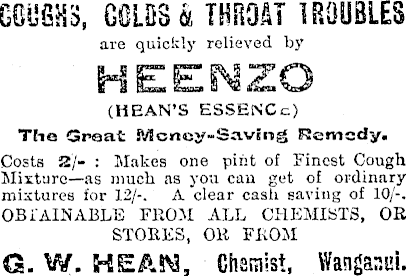 COUGHS, COLDS & THROAT TROUBLES
are quickly relieved by
HEENZO
(HEAN'S ESSENCE)
The Great Money-Saving Remedy.
Costs 2/- : Makes one pint of Finest Cough
Mixture—as much as you can get of ordinary
mixtures for 12/-. A clear cash saving of 10/-.
OBTAINABLE FROM ALL CHEMISTS, OR
STORES, OR FROM
G. W. HEAN, Chemist, Wanganui.